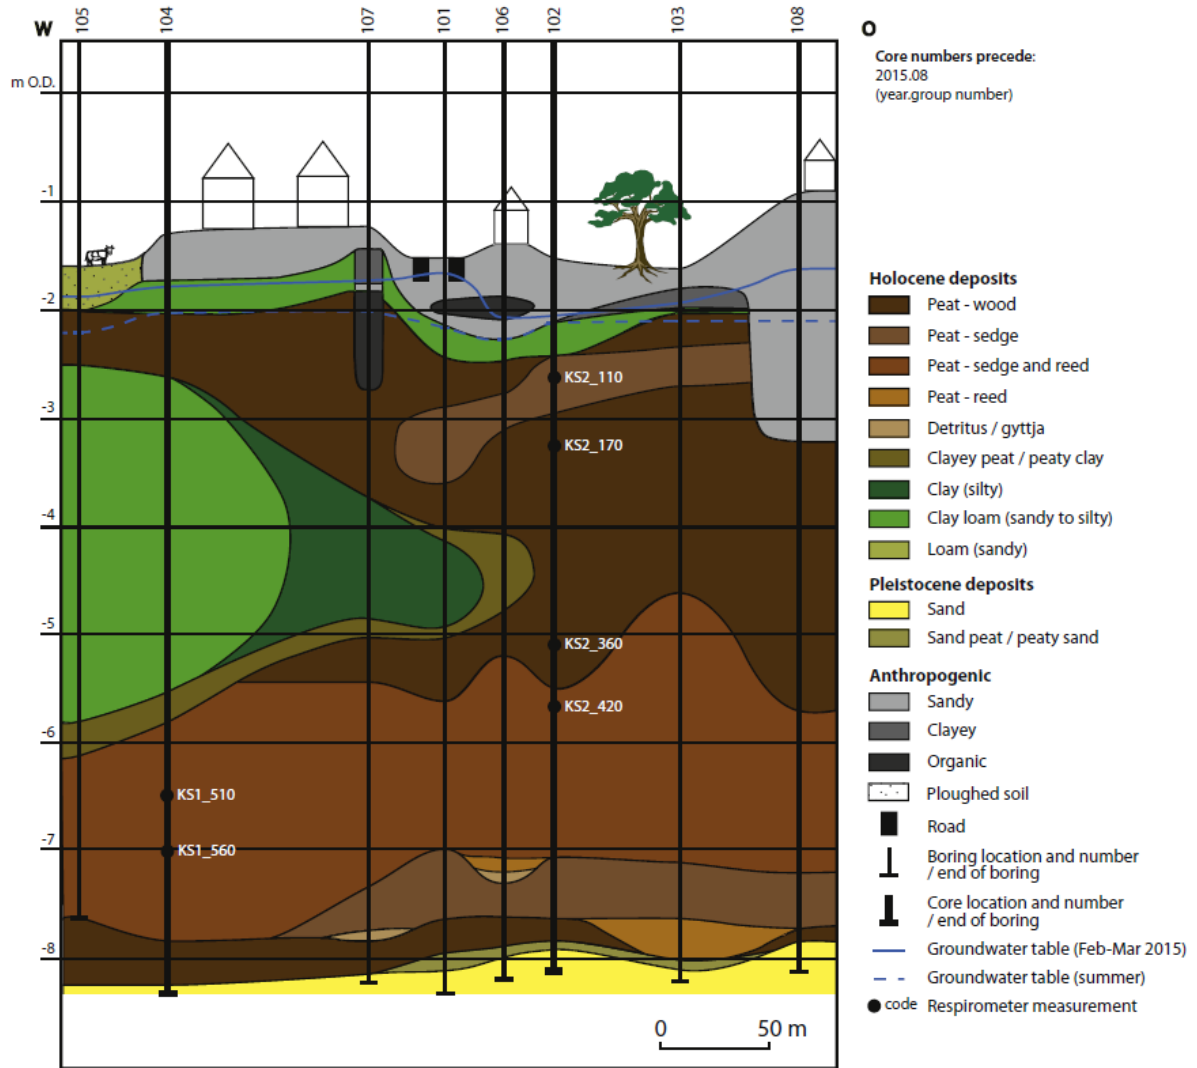 W
105
104
107
101
106
102
103
108
O
m O.D.
-1
-2
-3
-4
-5
-6
-7
-8
KS2_110
KS2_170
KS2_360
KS2_420
KS1_510
KS1_560
0
50 m
Core numbers precede:
2015.08
(year.group number)
Holocene deposits
Peat - wood
Peat - sedge
Peat - sedge and reed
Peat - reed
Detritus / gyttja
Clayey peat / peaty clay
Clay (silty)
Clay loam (sandy to silty)
Loam (sandy)
Pleistocene deposits
Sand
Sand peat / peaty sand
Anthropogenic
Sandy
Clayey
Organic
Ploughed soil
Road
Boring location and number
/ end of boring
Core location and number
/ end of boring
Groundwater table (Feb-Mar 2015)
Groundwater table (summer)
code Respirometer measurement